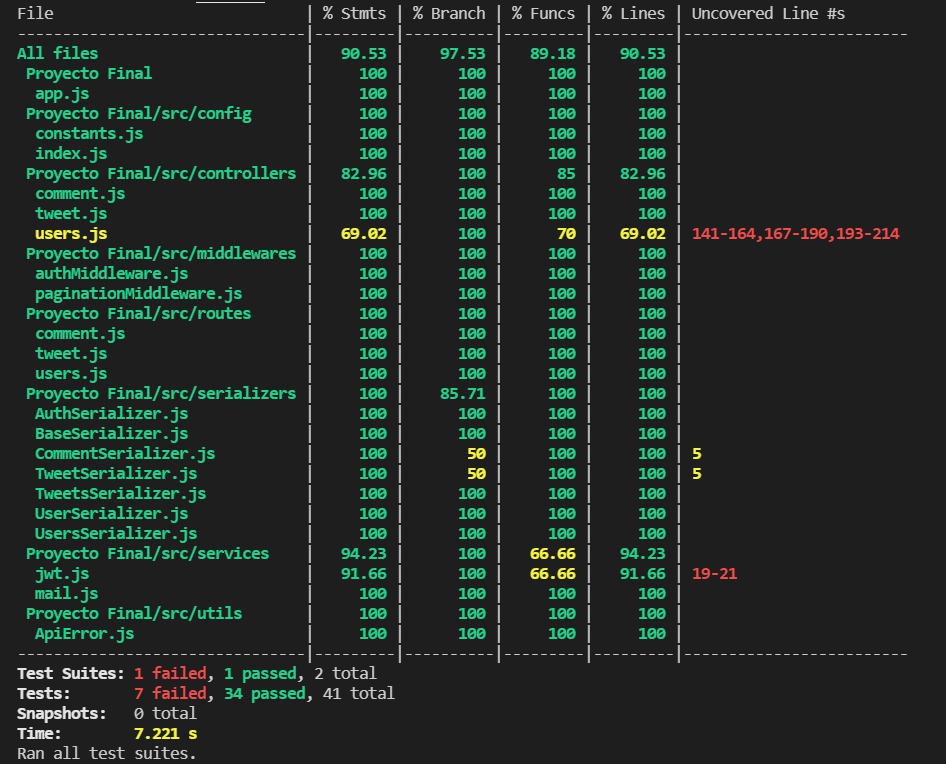 File | % Stmts | % Branch | % Funcs | % Lines | Uncovered Line #s
--------------------------------|---------|----------|---------|---------|-------------------------
All files | 90.53 | 97.53 | 89.18 | 90.53 |
Proyecto Final | 100 | 100 | 100 | 100 |
app.js | 100 | 100 | 100 | 100 |
Proyecto Final/src/config | 100 | 100 | 100 | 100 |
constants.js | 100 | 100 | 100 | 100 |
index.js | 100 | 100 | 100 | 100 |
Proyecto Final/src/controllers | 82.96 | 100 | 85 | 82.96 |
comment.js | 100 | 100 | 100 | 100 |
tweet.js | 100 | 100 | 100 | 100 |
users.js | 69.02 | 100 | 70 | 69.02 | 141-164,167-190,193-214
Proyecto Final/src/middlewares | 100 | 100 | 100 | 100 |
authMiddleware.js | 100 | 100 | 100 | 100 |
paginationMiddleware.js | 100 | 100 | 100 | 100 |
Proyecto Final/src/routes | 100 | 100 | 100 | 100 |
comment.js | 100 | 100 | 100 | 100 |
tweet.js | 100 | 100 | 100 | 100 |
users.js | 100 | 100 | 100 | 100 |
Proyecto Final/src/serializers | 100 | 85.71 | 100 | 100 |
AuthSerializer.js | 100 | 100 | 100 | 100 |
BaseSerializer.js | 100 | 100 | 100 | 100 |
CommentSerializer.js | 100 | 50 | 100 | 100 | 5
TweetSerializer.js | 100 | 50 | 100 | 100 | 5
TweetsSerializer.js | 100 | 100 | 100 | 100 |
UserSerializer.js | 100 | 100 | 100 | 100 |
UsersSerializer.js | 100 | 100 | 100 | 100 |
Proyecto Final/src/services | 94.23 | 100 | 66.66 | 94.23 |
jwt.js | 91.66 | 100 | 66.66 | 91.66 | 19-21
mail.js | 100 | 100 | 100 | 100 |
Proyecto Final/src/utils | 100 | 100 | 100 | 100 |
ApiError.js | 100 | 100 | 100 | 100 |
--------------------------------|---------|----------|---------|---------|-------------------------
Test Suites: 1 failed, 1 passed, 2 total
Tests: 7 failed, 34 passed, 41 total
Snapshots: 0 total
Time: 7.221 s
Ran all test suites.